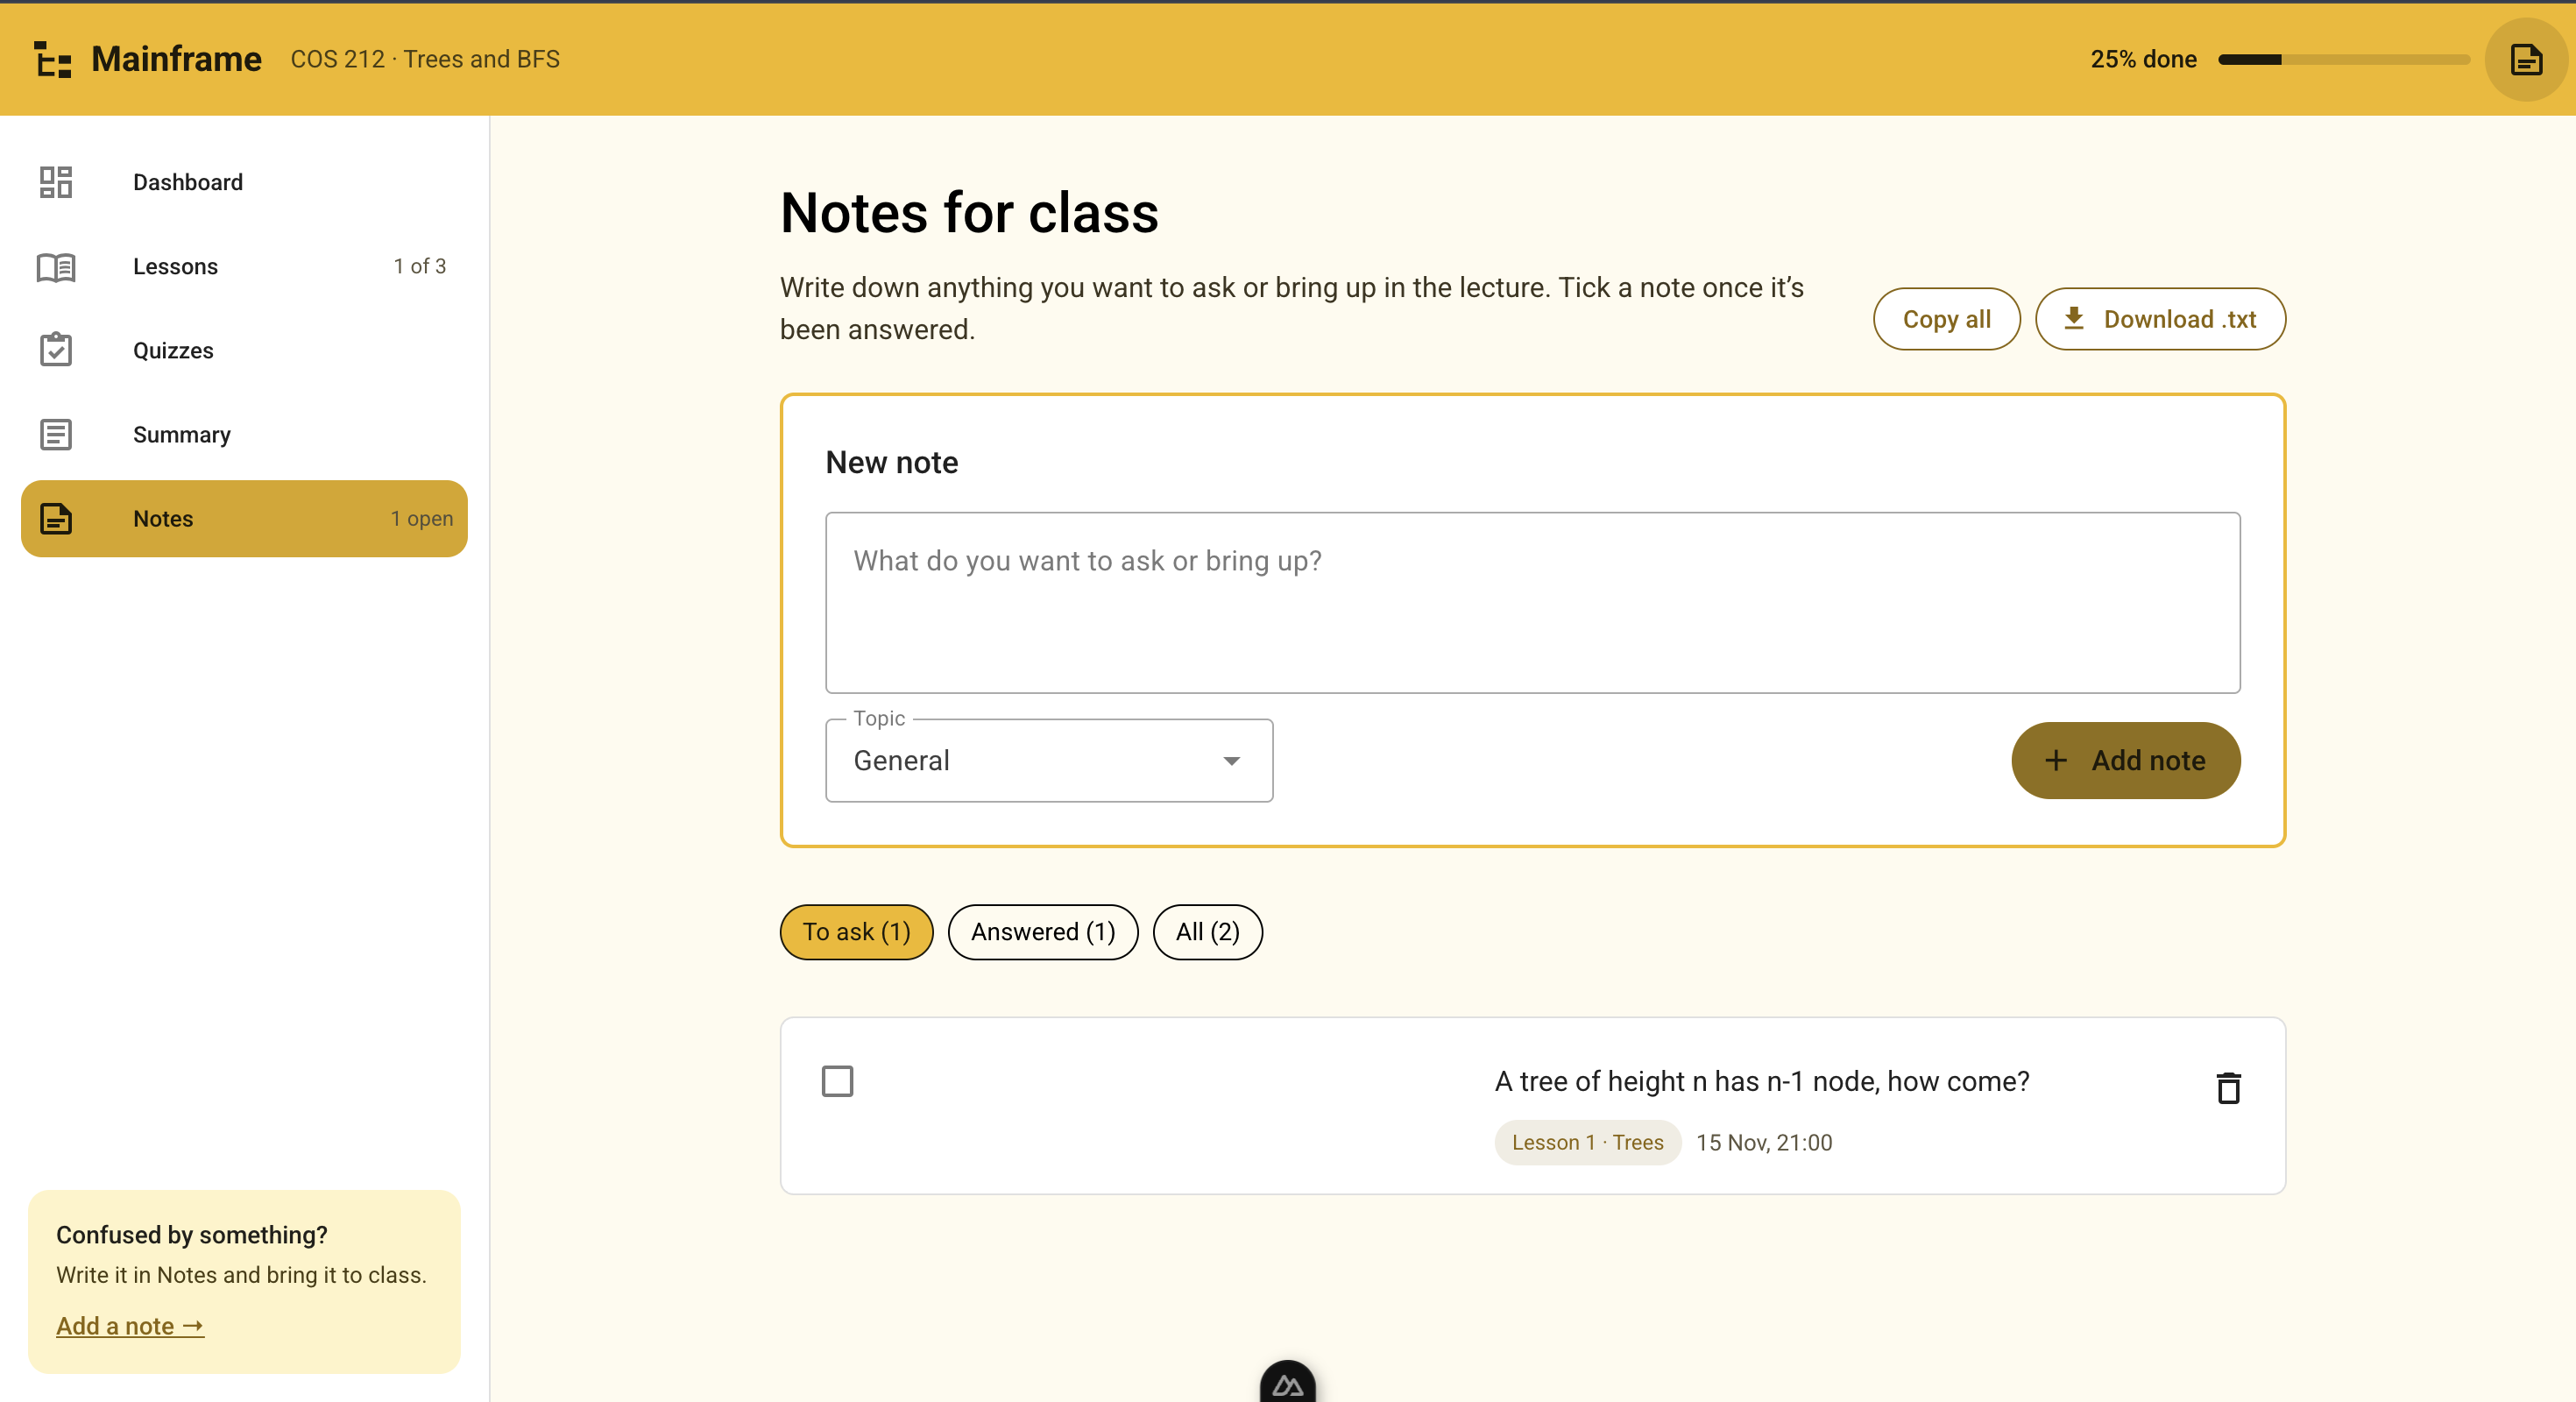 Mainframe COS 212 · Trees and BFS 25% done
Dashboard
Lessons 1 of 3
Quizzes
Summary
Notes 1 open
Confused by something?
Write it in Notes and bring it to class.
Add a note →
Notes for class
Write down anything you want to ask or bring up in the lecture. Tick a note once it’s
been answered.
Copy all Download .txt
New note
What do you want to ask or bring up?
Topic
General
+ Add note
To ask (1) Answered (1) All (2)
A tree of height n has n-1 node, how come?
Lesson 1 · Trees 15 Nov, 21:00